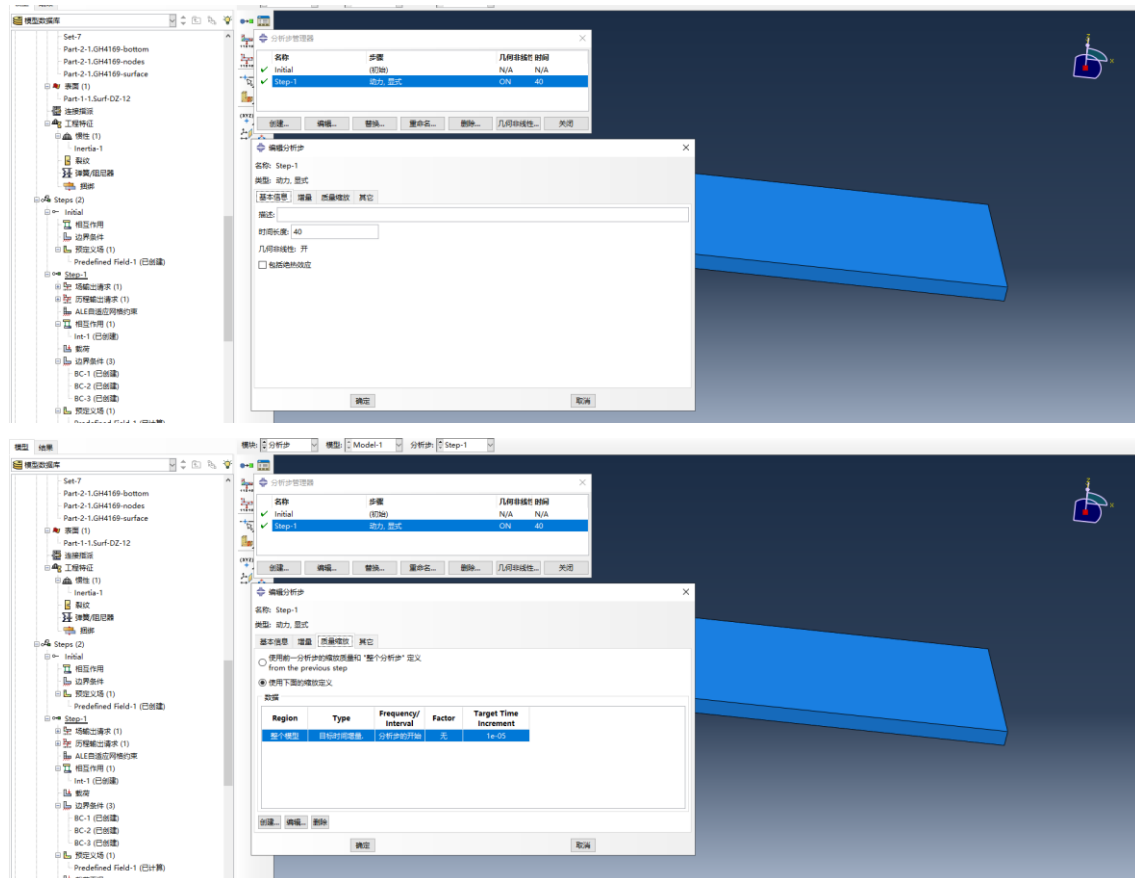 模型数据库
Set-7
Part-2-1.GH4169-bottom
Part-2-1.GH4169-nodes
Part-2-1.GH4169-surface
表面 (1)
Part-1-1.Surf-DZ-12
连接指派
工程特征
惯性 (1)
Inertia-1
裂纹
弹簧/阻尼器
捆绑
Steps (2)
Initial
相互作用
边界条件
预定义场 (1)
Predefined Field-1 (已创建)
Step-1
场输出请求 (1)
历程输出请求 (1)
ALE自适应网格约束
相互作用 (1)
Int-1 (已创建)
载荷
边界条件 (3)
BC-1 (已创建)
BC-2 (已创建)
BC-3 (已创建)
预定义场 (1)
分析步管理器
名称 步骤 几何非线性 时间
Initial (初始) N/A N/A
Step-1 动力, 显式 ON 40
创建... 编辑... 替换... 重命名... 删除... 几何非线性... 关闭
编辑分析步
名称: Step-1
类型: 动力, 显式
基本信息 增量 质量缩放 其它
描述:
时间长度: 40
几何非线性: 开
包括绝热效应
确定 取消
模型 结果
模块: 分析步 模型: Model-1 分析步: Step-1
模型数据库
Set-7
Part-2-1.GH4169-bottom
Part-2-1.GH4169-nodes
Part-2-1.GH4169-surface
表面 (1)
Part-1-1.Surf-DZ-12
连接指派
工程特征
惯性 (1)
Inertia-1
裂纹
弹簧/阻尼器
捆绑
Steps (2)
Initial
相互作用
边界条件
预定义场 (1)
Predefined Field-1 (已创建)
Step-1
场输出请求 (1)
历程输出请求 (1)
ALE自适应网格约束
相互作用 (1)
Int-1 (已创建)
载荷
边界条件 (3)
BC-1 (已创建)
BC-2 (已创建)
BC-3 (已创建)
预定义场 (1)
Predefined Field-1 (已计算)
分析步管理器
名称 步骤 几何非线性 时间
Initial (初始) N/A N/A
Step-1 动力, 显式 ON 40
创建... 编辑... 替换... 重命名... 删除... 几何非线性... 关闭
编辑分析步
名称: Step-1
类型: 动力, 显式
基本信息 增量 质量缩放 其它
使用前一分析步的缩放质量和 "整个分析步" 定义
from the previous step
使用下面的缩放定义
数据
Region Type Frequency/ Interval Factor Target Time Increment
整个模型 目标时间增量. 分析步的开始 无 1e-05
创建... 编辑... 删除
确定 取消